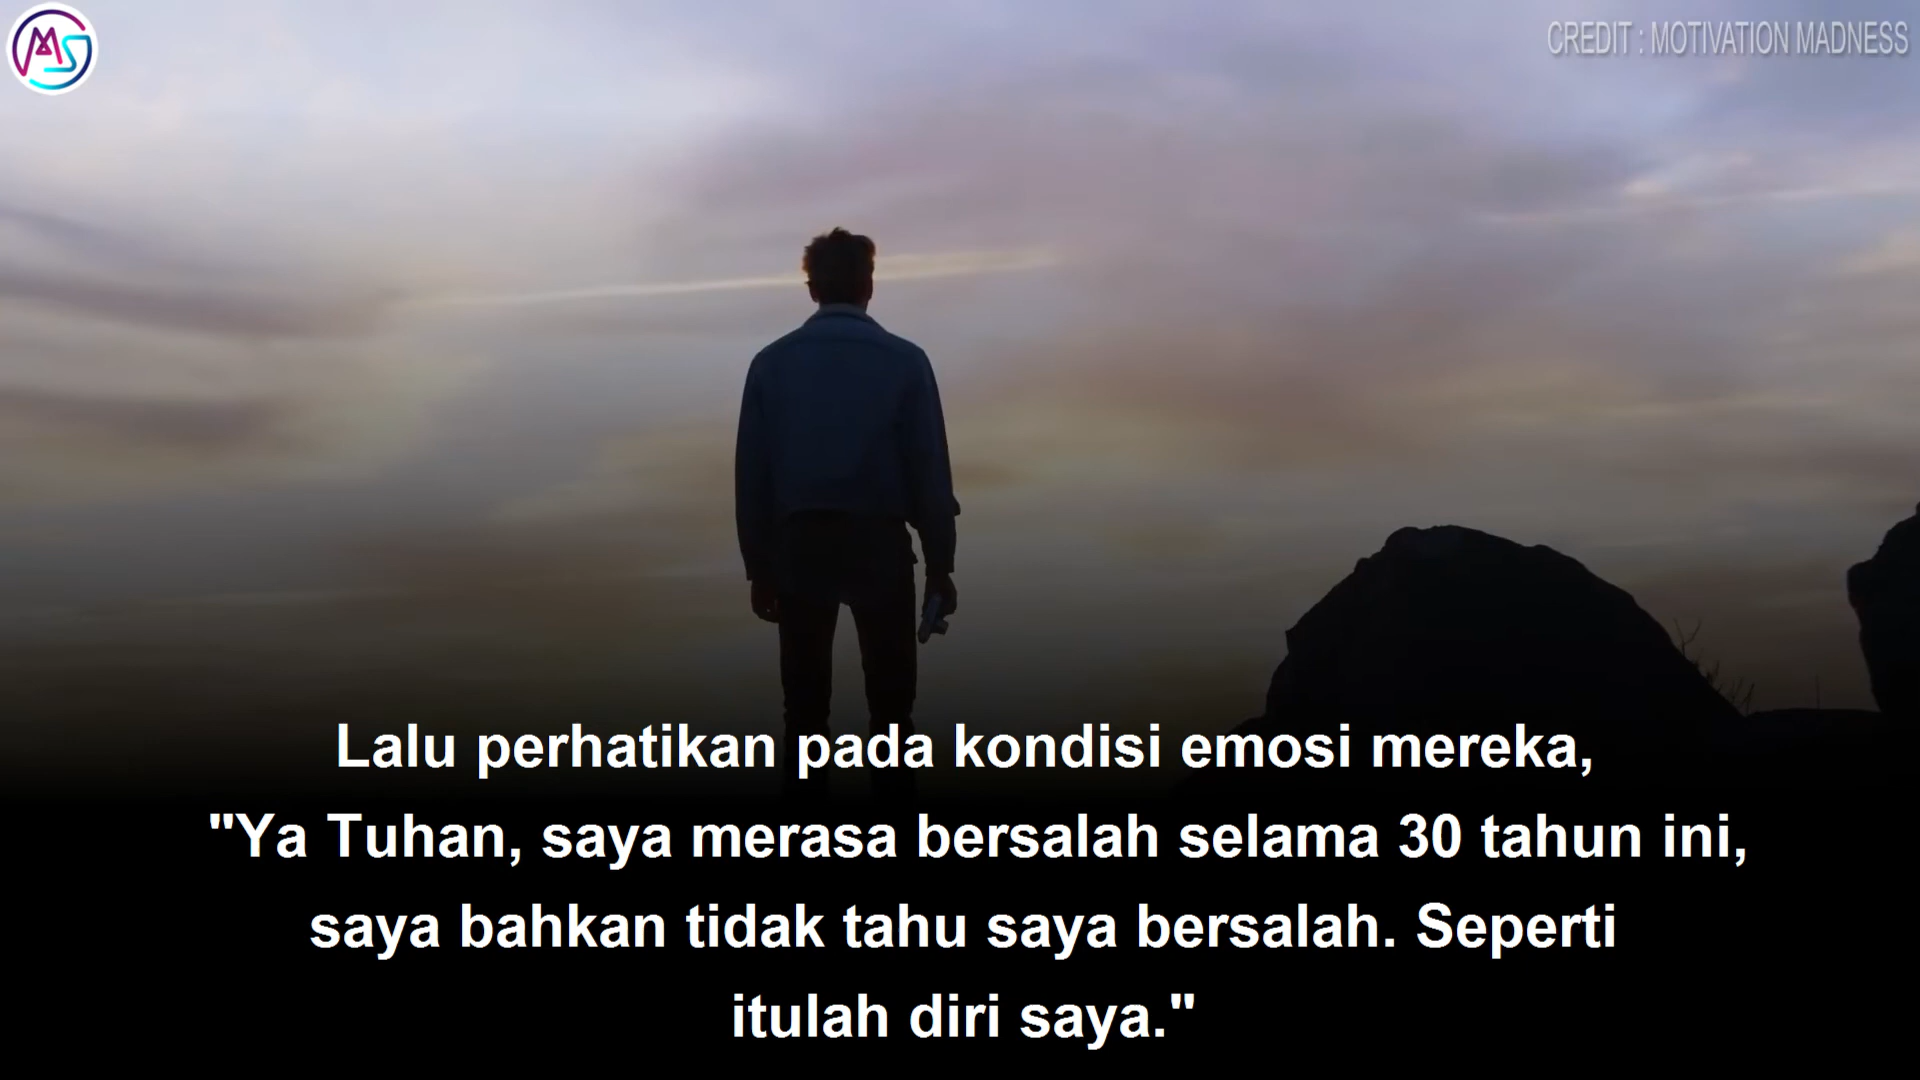 MS
CREDIT : MOTIVATION MADNESS
Lalu perhatikan pada kondisi emosi mereka,
"Ya Tuhan, saya merasa bersalah selama 30 tahun ini,
saya bahkan tidak tahu saya bersalah. Seperti
itulah diri saya."